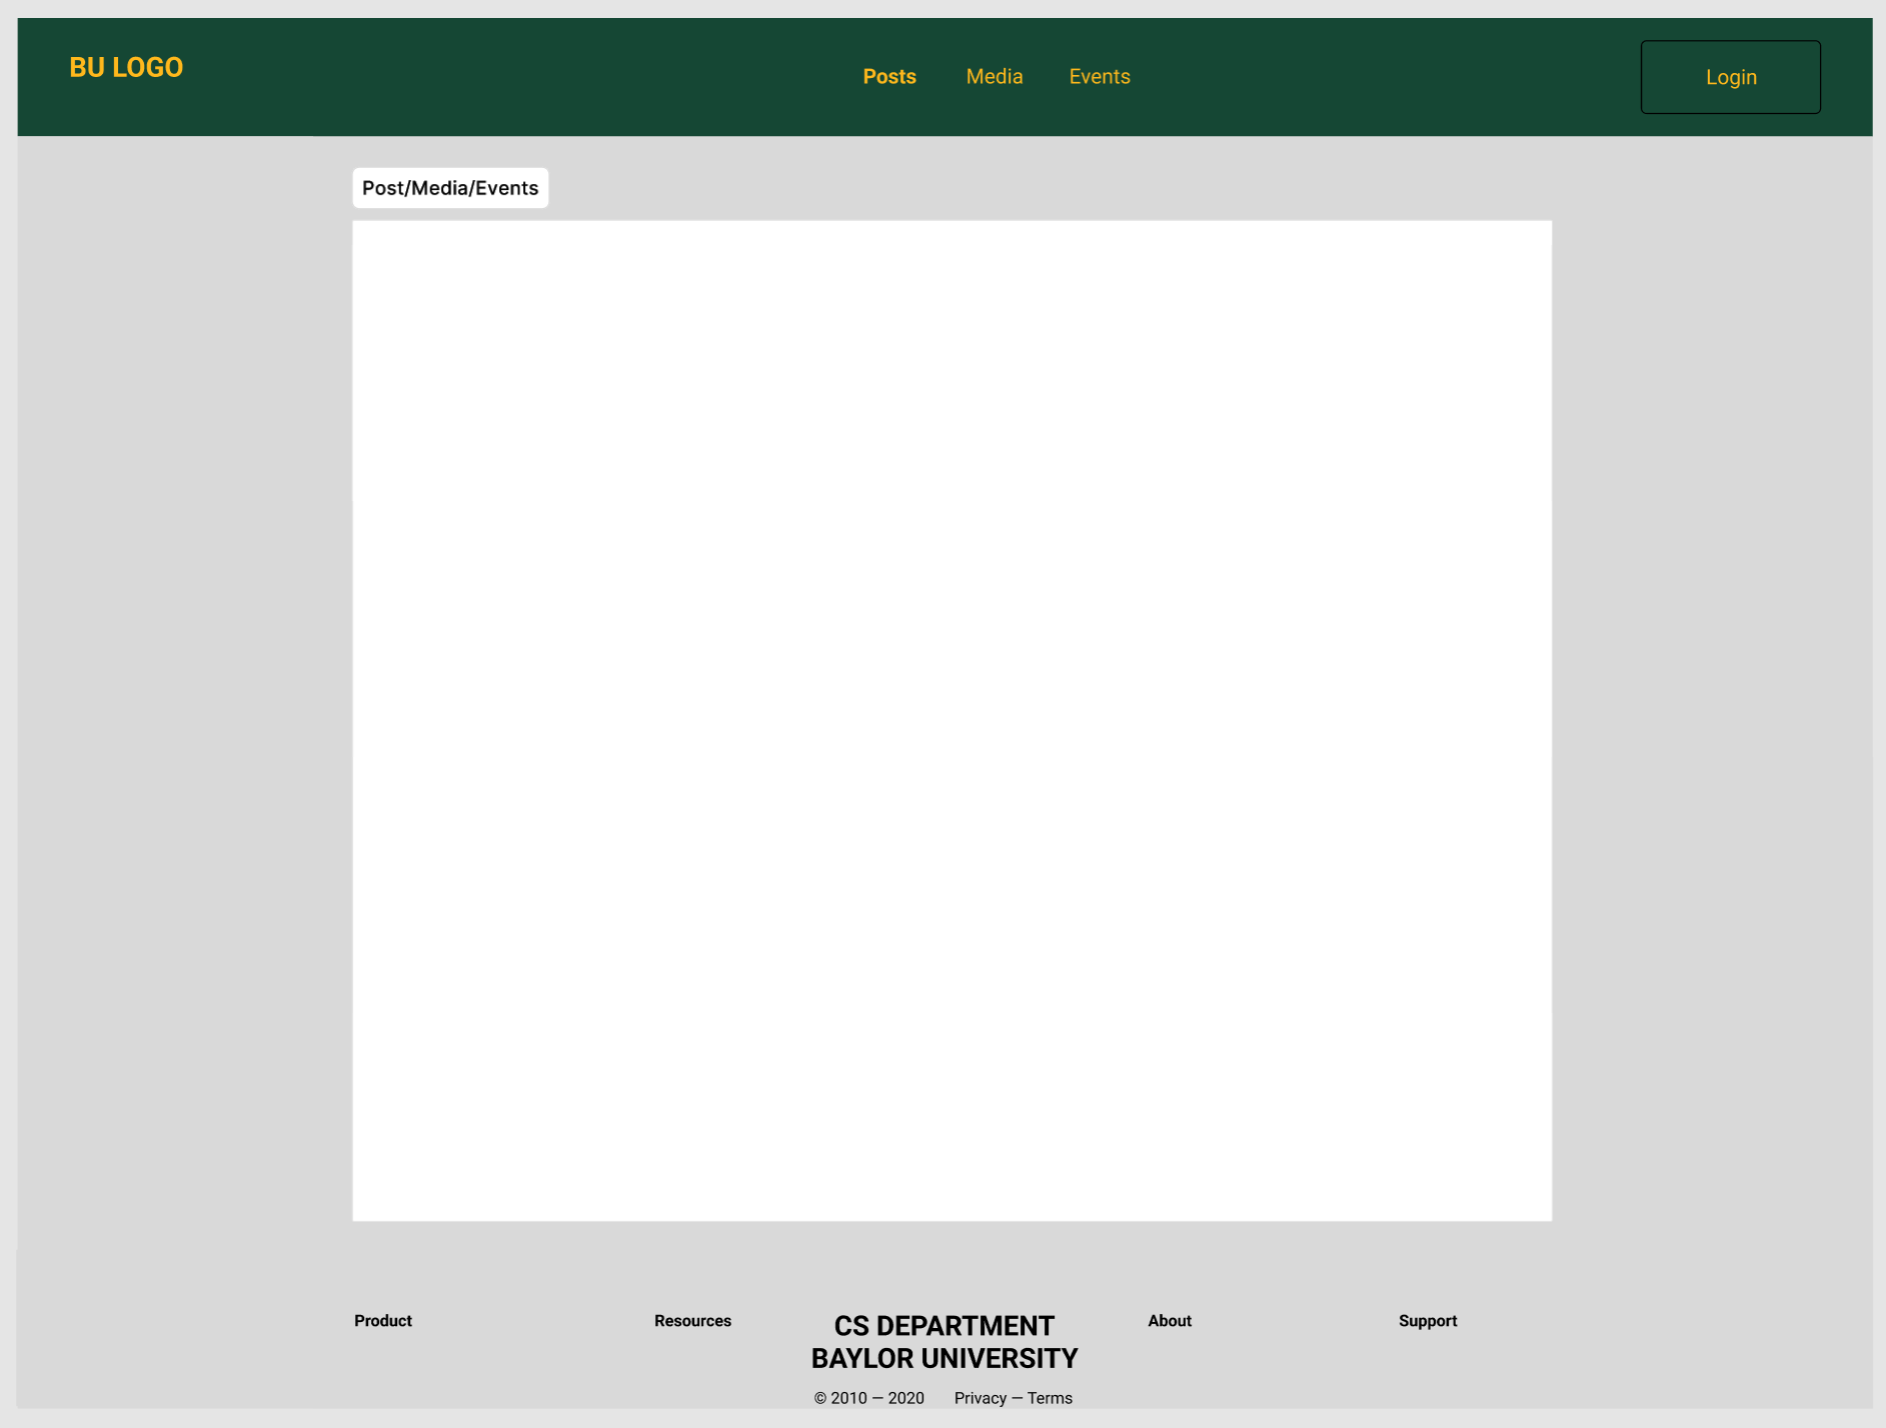 BU LOGO
Posts Media Events
Login
Post/Media/Events
Product
Resources
CS DEPARTMENT
BAYLOR UNIVERSITY
About
Support
© 2010 — 2020 Privacy — Terms